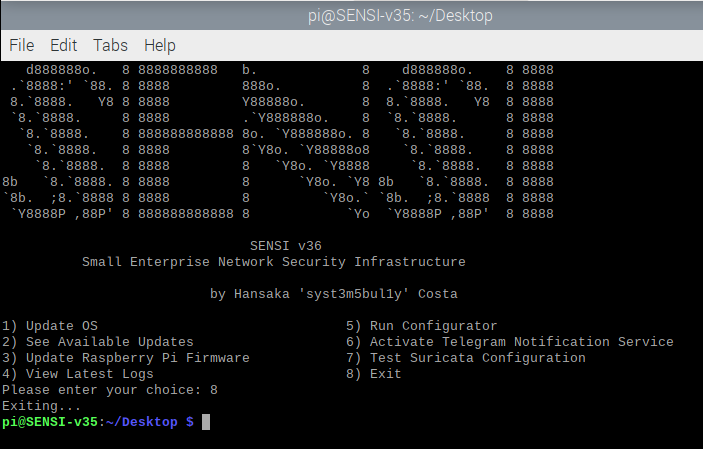 pi@SENSI-v35: ~/Desktop
File Edit Tabs Help
   d888888o.   8 8888888888   b.             8    d888888o.    8 8888
 .`8888:' `88. 8 8888         888o.          8  .`8888:' `88.  8 8888
 8.`8888.   Y8 8 8888         Y88888o.       8  8.`8888.   Y8  8 8888
 `8.`8888.     8 8888         .`Y888888o.    8  `8.`8888.      8 8888
  `8.`8888.    8 888888888888 8o. `Y888888o. 8   `8.`8888.     8 8888
   `8.`8888.   8 8888         8`Y8o. `Y88888o8    `8.`8888.    8 8888
    `8.`8888.  8 8888         8   `Y8o. `Y8888     `8.`8888.   8 8888
8b   `8.`8888. 8 8888         8      `Y8o. `Y8 8b   `8.`8888.  8 8888
`8b.  ;8.`8888 8 8888         8         `Y8o.` `8b.  ;8.`8888  8 8888
 `Y8888P ,88P' 8 888888888888 8            `Yo  `Y8888P ,88P'  8 8888
SENSI v36
Small Enterprise Network Security Infrastructure
by Hansaka 'syst3m5bul1y' Costa
1) Update OS 5) Run Configurator
2) See Available Updates 6) Activate Telegram Notification Service
3) Update Raspberry Pi Firmware 7) Test Suricata Configuration
4) View Latest Logs 8) Exit
Please enter your choice: 8
Exiting...
pi@SENSI-v35:~/Desktop $